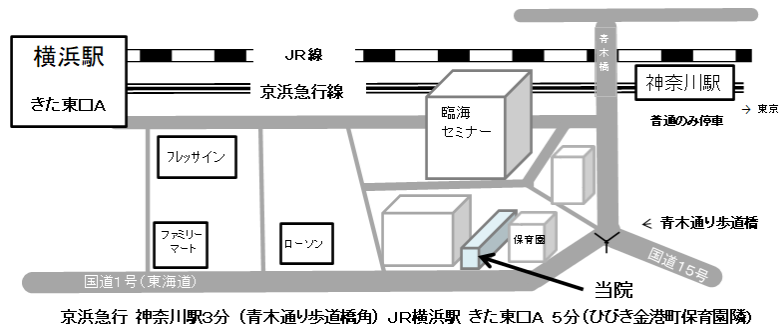 横浜駅
きた東口A
JR線
京浜急行線
青木橋
神奈川駅
→ 東京
普通のみ停車
臨海
セミナー
フレッサイン
ファミリー
マート
ローソン
保育園
← 青木通り歩道橋
国道15号
国道1号(東海道)
当院
京浜急行 神奈川駅3分 (青木通り歩道橋角) JR横浜駅 きた東口A 5分(ひびき金港町保育園隣)